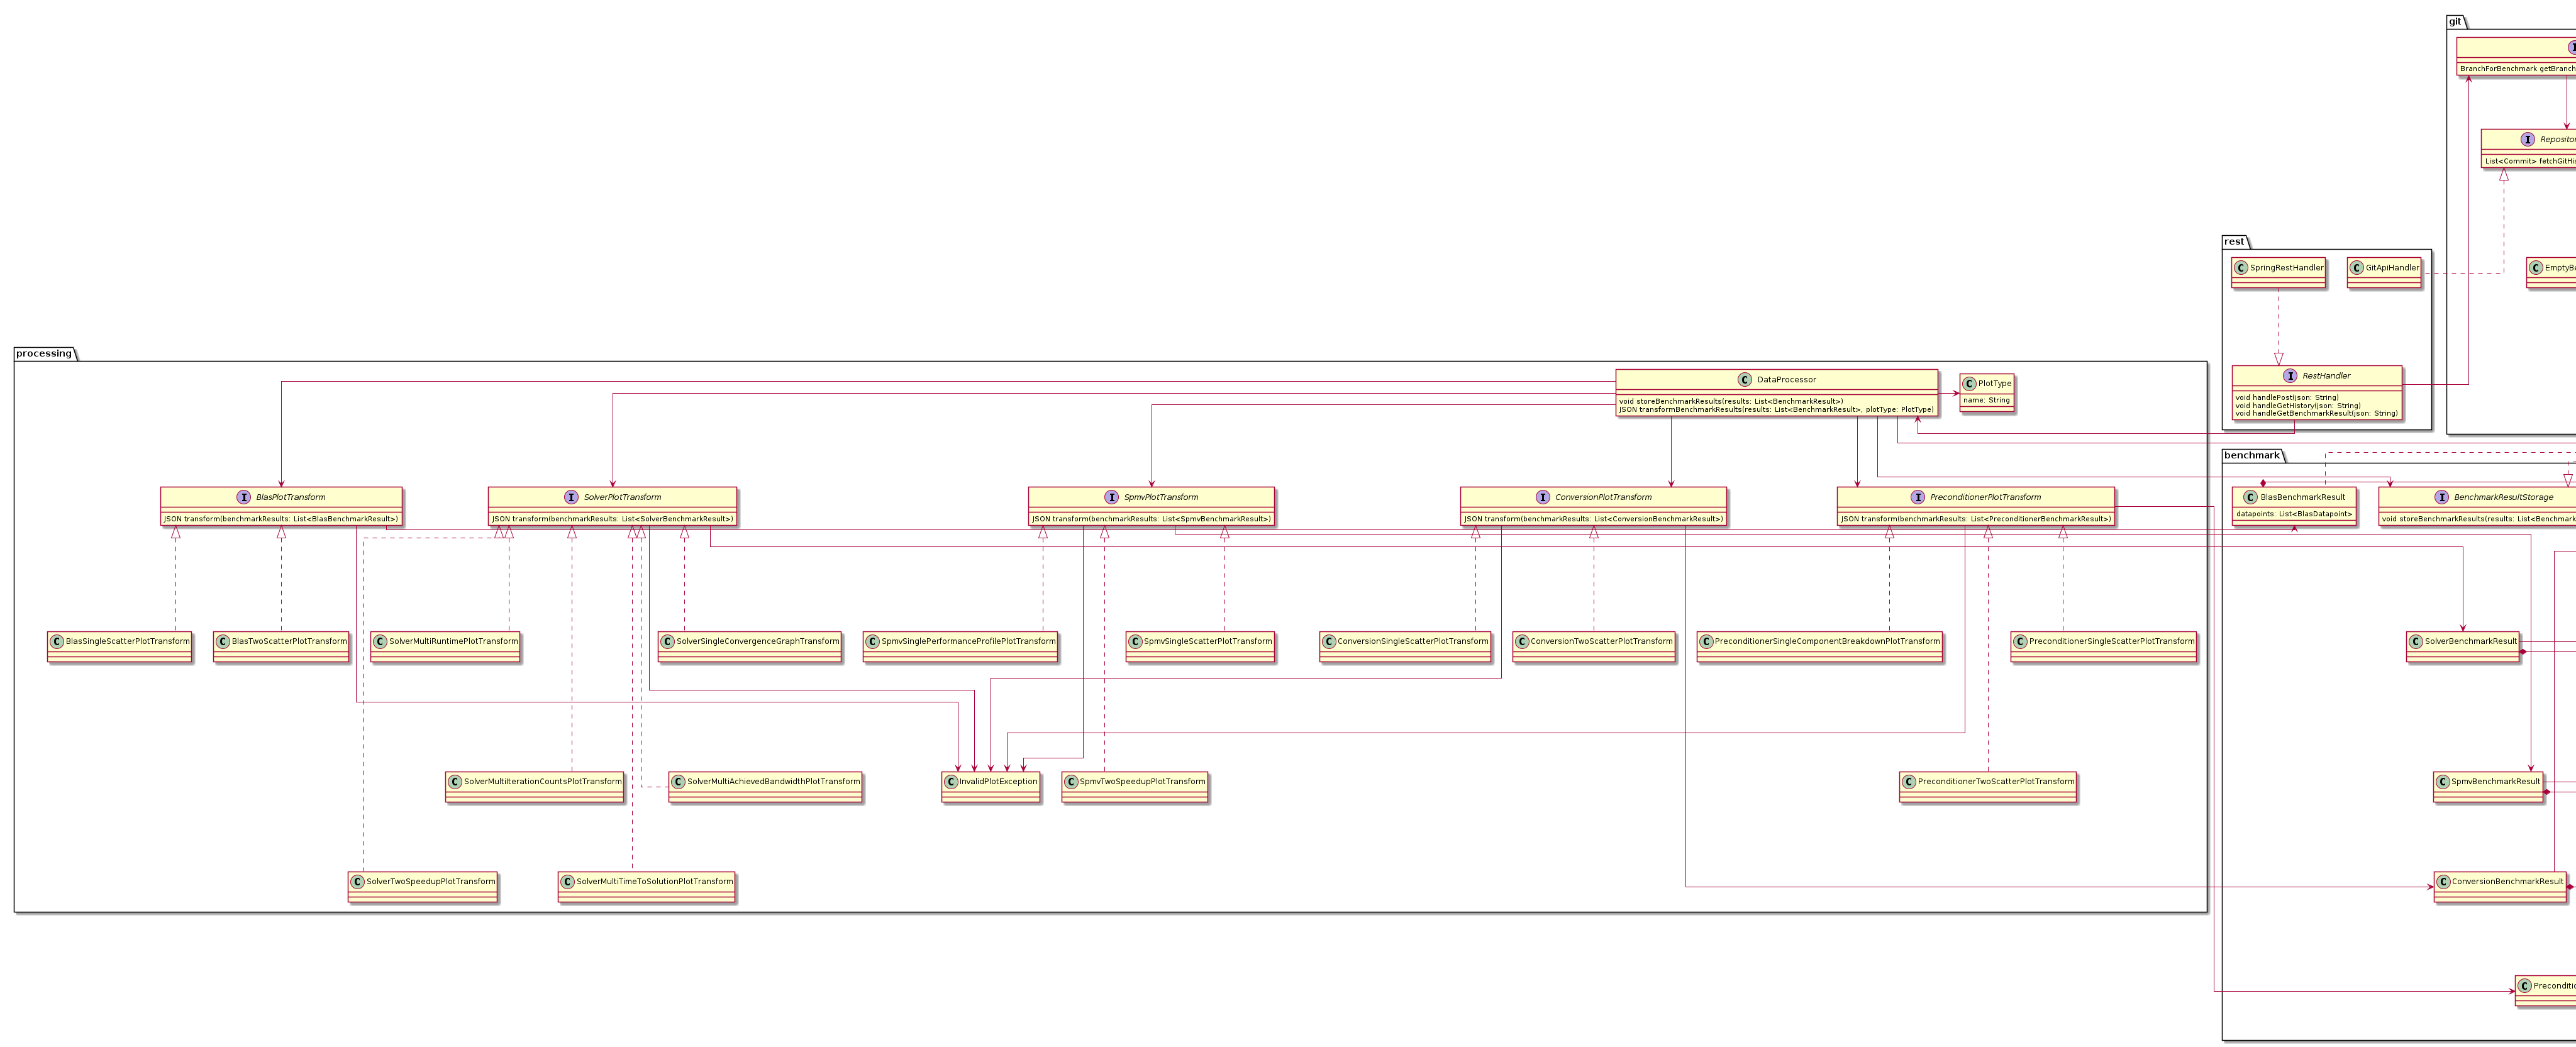 git
BranchForBenchmark getBranch
List<Commit> fetchGitHis
rest
SpringRestHandler
GitApiHandler
RestHandler
void handlePost(json: String)
void handleGetHistory(json: String)
void handleGetBenchmarkResult(json: String)
processing
DataProcessor
void storeBenchmarkResults(results: List<BenchmarkResult>)
JSON transformBenchmarkResults(results: List<BenchmarkResult>, plotType: PlotType)
PlotType
name: String
BlasPlotTransform
JSON transform(benchmarkResults: List<BlasBenchmarkResult>)
SolverPlotTransform
JSON transform(benchmarkResults: List<SolverBenchmarkResult>)
SpmvPlotTransform
JSON transform(benchmarkResults: List<SpmvBenchmarkResult>)
ConversionPlotTransform
JSON transform(benchmarkResults: List<ConversionBenchmarkResult>)
PreconditionerPlotTransform
JSON transform(benchmarkResults: List<PreconditionerBenchmarkResult>)
benchmark
BlasBenchmarkResult
datapoints: List<BlasDatapoint>
BenchmarkResultStorage
void storeBenchmarkResults(results: List<Benchmark
BlasSingleScatterPlotTransform
BlasTwoScatterPlotTransform
SolverMultiRuntimePlotTransform
SolverSingleConvergenceGraphTransform
SpmvSinglePerformanceProfilePlotTransform
SpmvSingleScatterPlotTransform
ConversionSingleScatterPlotTransform
ConversionTwoScatterPlotTransform
PreconditionerSingleComponentBreakdownPlotTransform
PreconditionerSingleScatterPlotTransform
SolverBenchmarkResult
SolverMultiIterationCountsPlotTransform
SolverMultiAchievedBandwidthPlotTransform
InvalidPlotException
SpmvTwoSpeedupPlotTransform
PreconditionerTwoScatterPlotTransform
SpmvBenchmarkResult
SolverTwoSpeedupPlotTransform
SolverMultiTimeToSolutionPlotTransform
ConversionBenchmarkResult